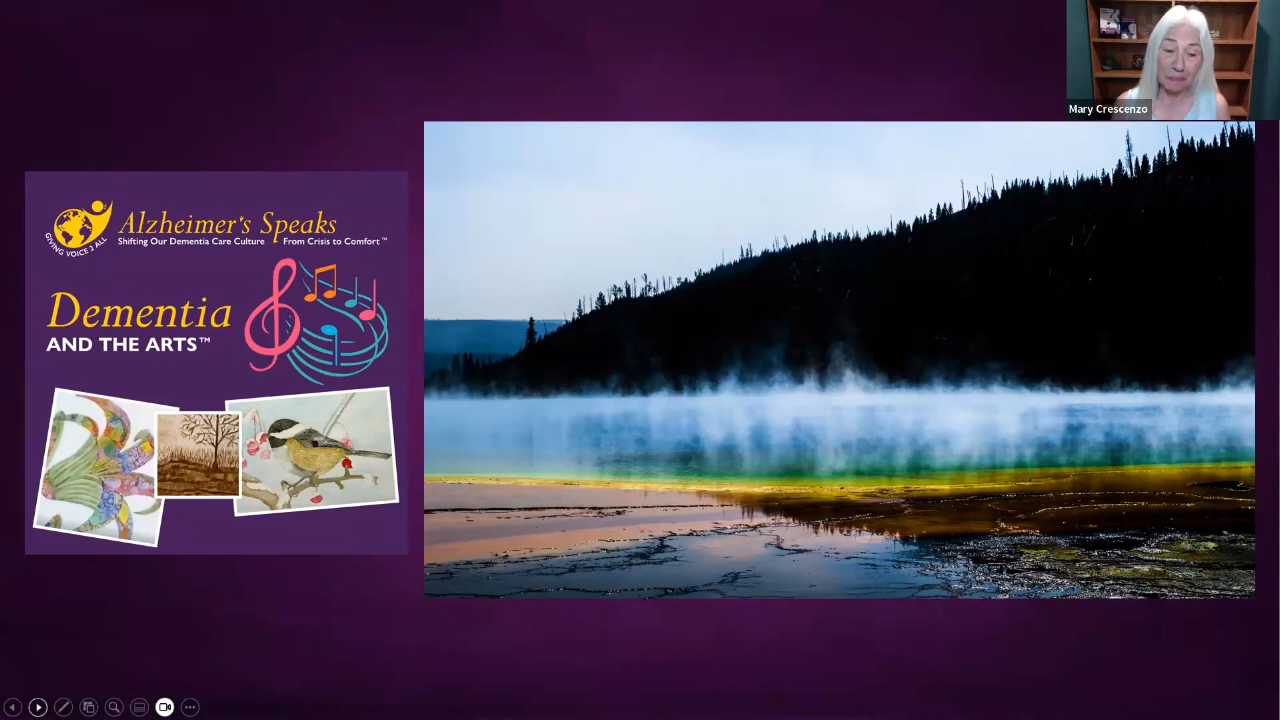 Mary Crescenzo
Alzheimer's Speaks
Shifting Our Dementia Care Culture From Crisis to Comfort™
GIVING VOICE 2 ALL
Dementia
AND THE ARTS™